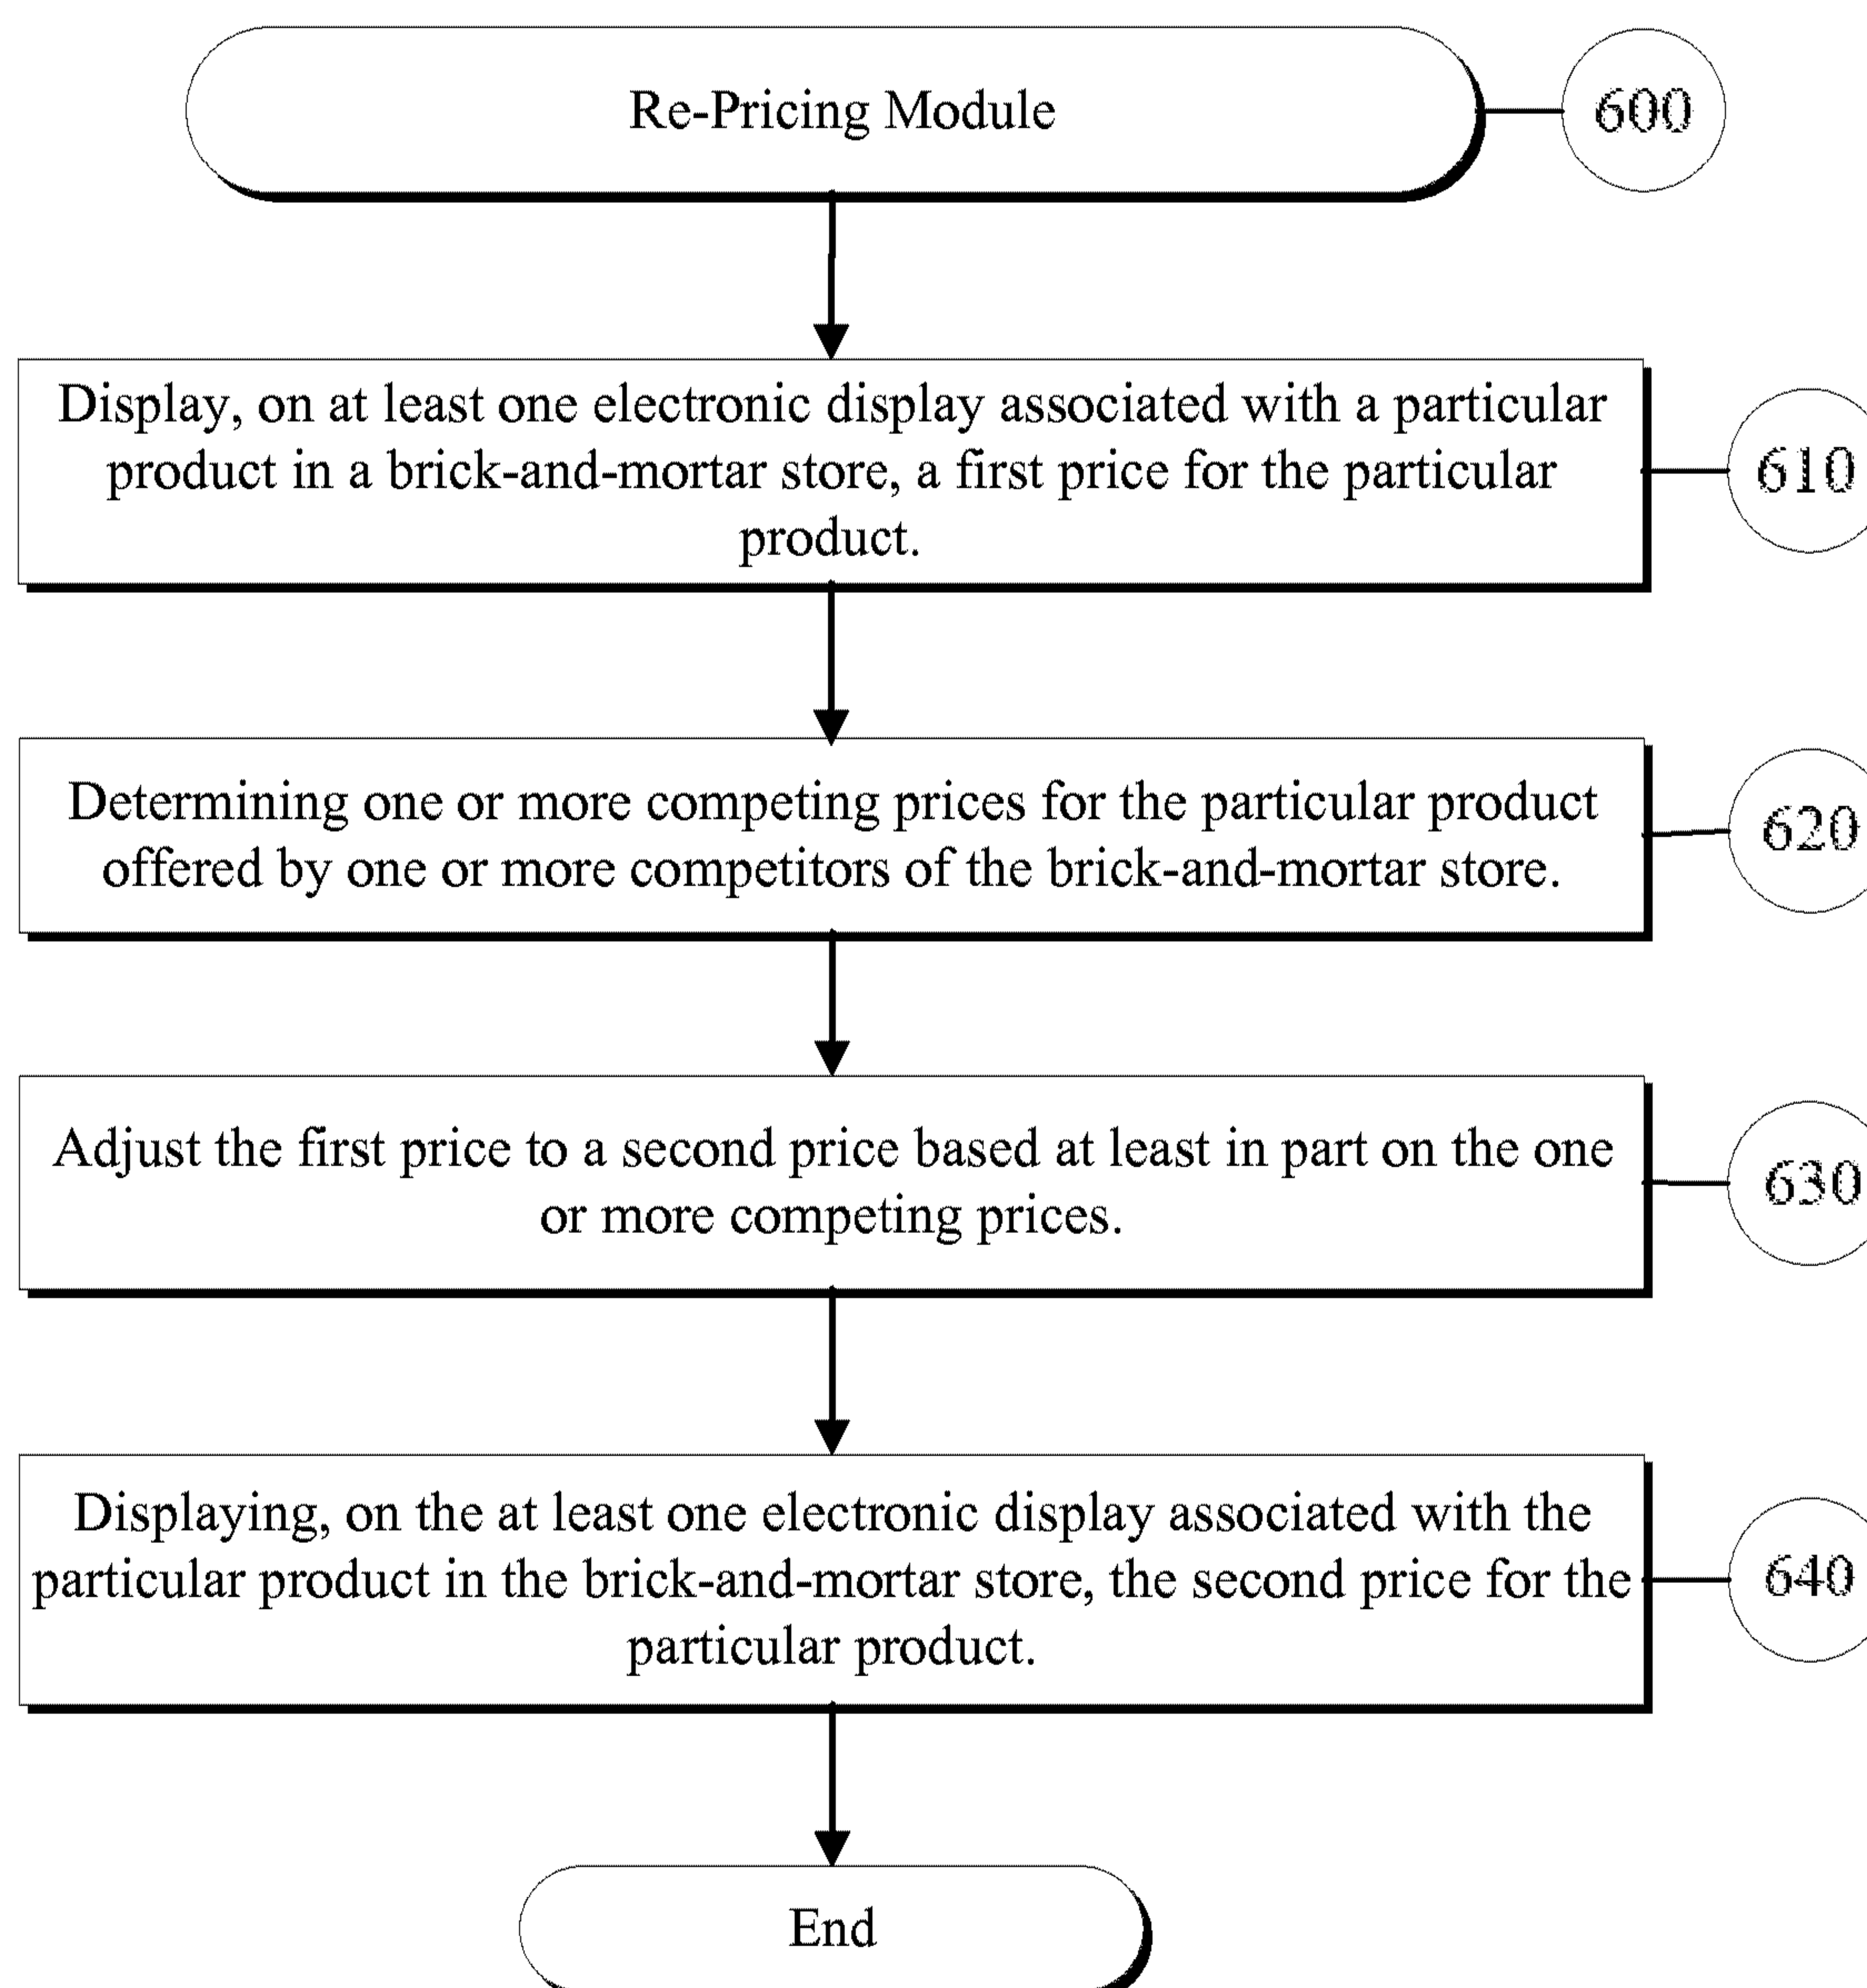 Re-Pricing Module
600
Display, on at least one electronic display associated with a particular
product in a brick-and-mortar store, a first price for the particular
product.
610
Determining one or more competing prices for the particular product
offered by one or more competitors of the brick-and-mortar store.
620
Adjust the first price to a second price based at least in part on the one
or more competing prices.
630
Displaying, on the at least one electronic display associated with the
particular product in the brick-and-mortar store, the second price for the
particular product.
640
End